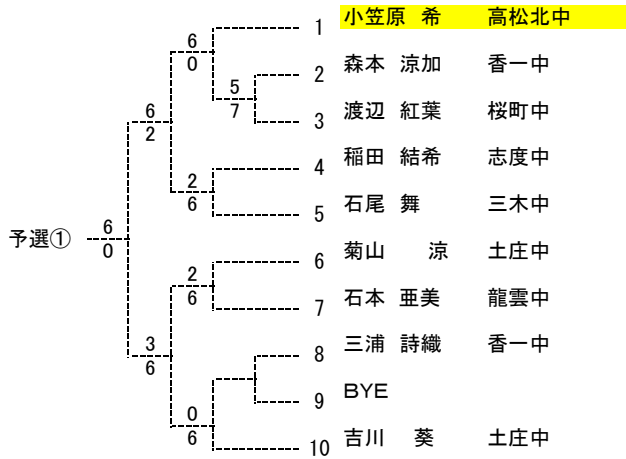 1 小笠原 希 高松北中
6
0
2 森本 涼加 香一中
5
7
3 渡辺 紅葉 桜町中
6
2
4 稲田 結希 志度中
2
6
5 石尾 舞 三木中
予選①
6
0
6 菊山 涼 土庄中
2
6
7 石本 亜美 龍雲中
3
6
8 三浦 詩織 香一中
9 BYE
0
6
10 吉川 葵 土庄中